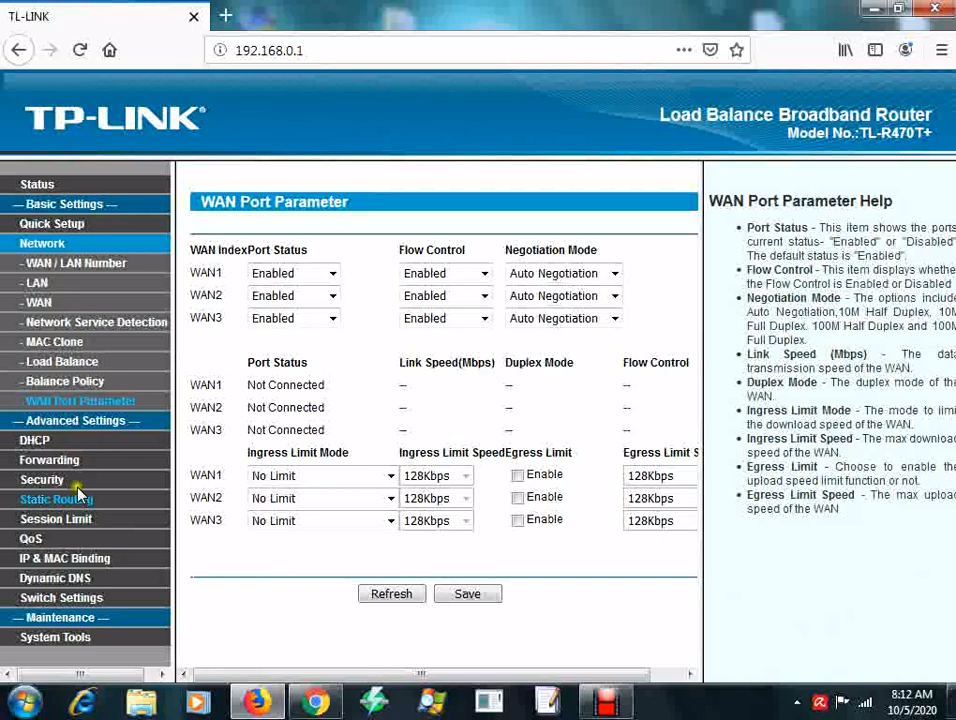 TL-LINK
192.168.0.1
TP-LINK®
Load Balance Broadband Router
Model No.:TL-R470T+
Status
— Basic Settings —
Quick Setup
Network
- WAN / LAN Number
- LAN
- WAN
- Network Service Detection
- MAC Clone
- Load Balance
- Balance Policy
- WAN Port Parameter
— Advanced Settings —
DHCP
Forwarding
Security
Static Routing
Session Limit
QoS
IP & MAC Binding
Dynamic DNS
Switch Settings
— Maintenance —
System Tools
WAN Port Parameter
WAN Index Port Status Flow Control Negotiation Mode
WAN1 Enabled Enabled Auto Negotiation
WAN2 Enabled Enabled Auto Negotiation
WAN3 Enabled Enabled Auto Negotiation
Port Status Link Speed(Mbps) Duplex Mode Flow Control
WAN1 Not Connected -- -- --
WAN2 Not Connected -- -- --
WAN3 Not Connected -- -- --
Ingress Limit Mode Ingress Limit Speed Egress Limit Egress Limit S
WAN1 No Limit 128Kbps Enable 128Kbps
WAN2 No Limit 128Kbps Enable 128Kbps
WAN3 No Limit 128Kbps Enable 128Kbps
Refresh Save
WAN Port Parameter Help
Port Status - This item shows the ports
current status- "Enabled" or "Disabled"
The default status is "Enabled".
Flow Control - This item displays whethe
the Flow Control is Enabled or Disabled
Negotiation Mode - The options include
Auto Negotiation,10M Half Duplex, 10M
Full Duplex. 100M Half Duplex and 100M
Full Duplex.
Link Speed (Mbps) - The data
transmission speed of the WAN.
Duplex Mode - The duplex mode of the
WAN.
Ingress Limit Mode - The mode to limi
the download speed of the WAN.
Ingress Limit Speed - The max download
speed of the WAN.
Egress Limit - Choose to enable the
upload speed limit function or not.
Egress Limit Speed - The max upload
speed of the WAN
8:12 AM
10/5/2020